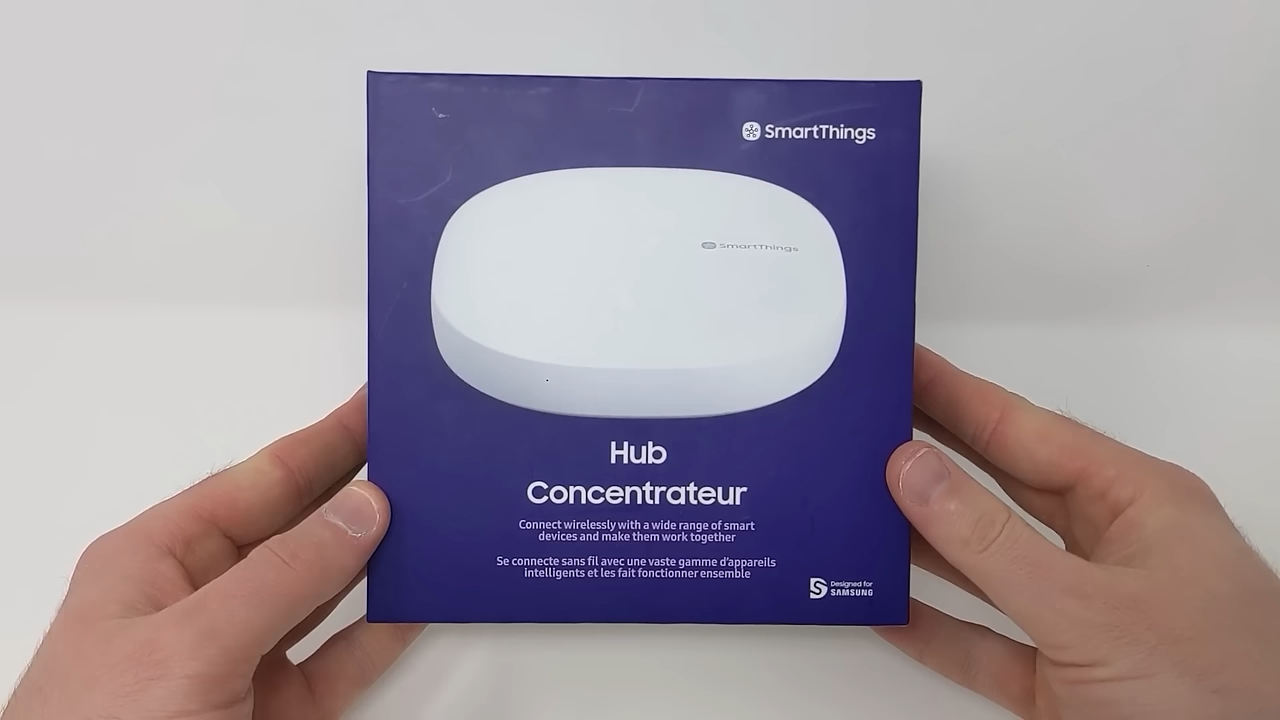 SmartThings
SmartThings
Hub
Concentrateur
Connect wirelessly with a wide range of smart
devices and make them work together
Se connecte sans fil avec une vaste gamme d'appareils
intelligents et les fait fonctionner ensemble
Designed for
SAMSUNG